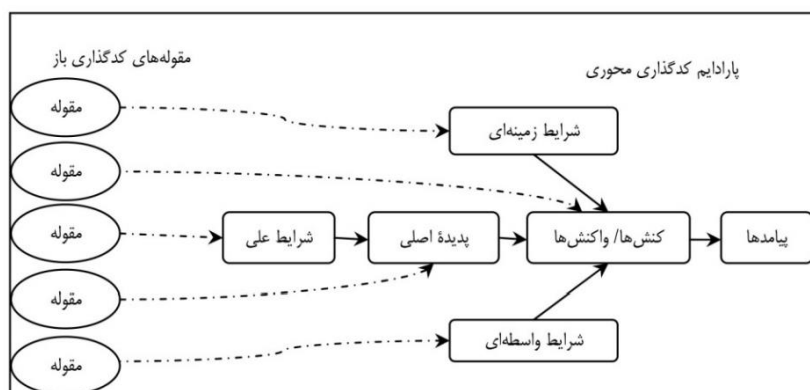 مقوله‌های کدگذاری باز
پارادایم کدگذاری محوری
مقوله
شرایط زمینه‌ای
مقوله
مقوله
شرایط علی
پدیدهٔ اصلی
کنش‌ها/ واکنش‌ها
پیامدها
مقوله
شرایط واسطه‌ای
مقوله